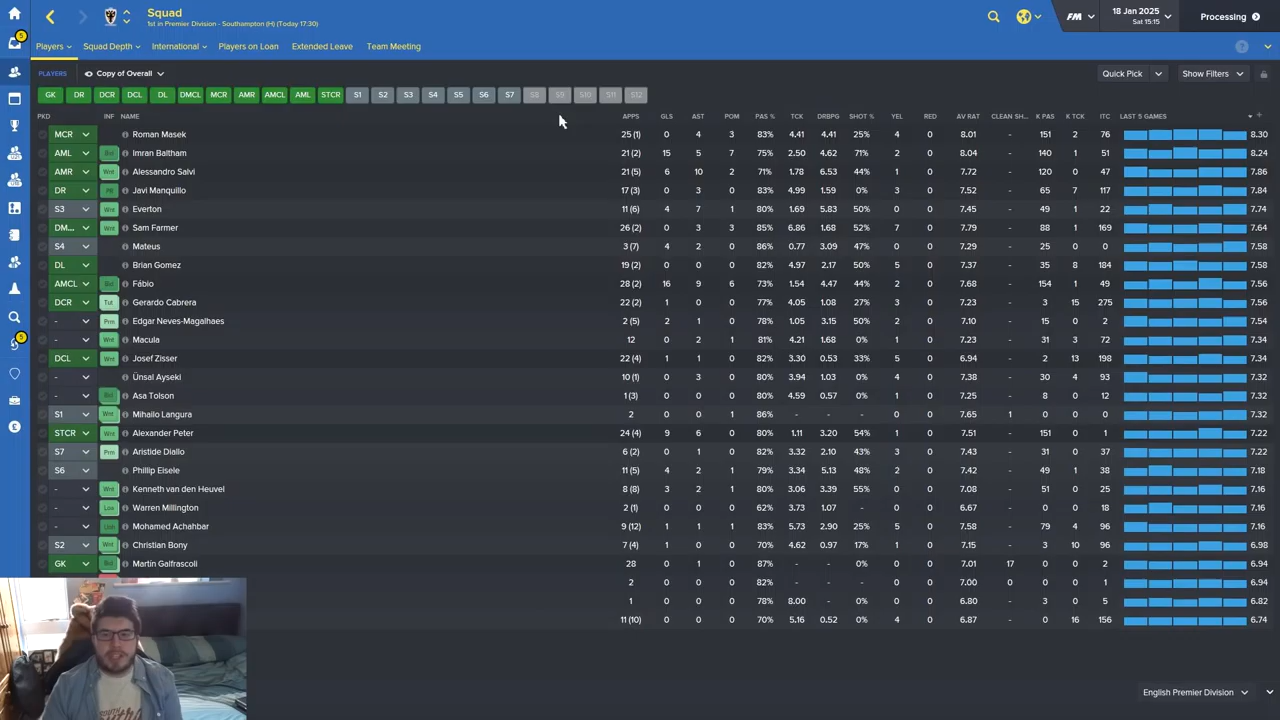 Squad
1st in Premier Division - Southampton (H) (Today 17:30)
FM
18 Jan 2025
Sat 15:15
Processing
5
Players Squad Depth International Players on Loan Extended Leave Team Meeting
PLAYERS Copy of Overall Quick Pick Show Filters
GK DR DCR DCL DL DMCL MCR AMR AMCL AML STCR S1 S2 S3 S4 S5 S6 S7 S8 S9 S10 S11 S12
PKD INF NAME APPS GLS AST POM PAS % TCK DRBPG SHOT % YEL RED AV RAT CLEAN SH... K PAS K TCK ITC LAST 5 GAMES
MCR Roman Masek 25 (1) 0 4 3 83% 4.41 4.41 25% 4 0 8.01 - 151 2 76 8.30
AML Bid Imran Baltham 21 (2) 15 5 7 75% 2.50 4.62 71% 2 0 8.04 - 140 1 51 8.24
AMR Wnt Alessandro Salvi 21 (5) 6 10 2 71% 1.78 6.53 44% 1 0 7.72 - 120 0 47 7.86
DR PR Javi Manquillo 17 (3) 0 3 0 83% 4.99 1.59 0% 3 0 7.52 - 65 7 117 7.84
S3 Wnt Everton 11 (6) 4 7 1 80% 1.69 5.83 50% 0 0 7.45 - 49 1 22 7.74
DM... Wnt Sam Farmer 26 (2) 0 3 3 85% 6.86 1.68 52% 7 0 7.79 - 88 1 169 7.64
S4 Mateus 3 (7) 4 2 0 86% 0.77 3.09 47% 0 0 7.29 - 25 0 0 7.58
DL Brian Gomez 19 (2) 0 2 0 82% 4.97 2.17 50% 5 0 7.37 - 35 8 184 7.58
AMCL Bid Fábio 28 (2) 16 9 6 73% 1.54 4.47 44% 2 0 7.68 - 154 1 49 7.56
DCR Tut Gerardo Cabrera 22 (2) 1 0 0 77% 4.05 1.08 27% 3 0 7.23 - 3 15 275 7.56
- Prm Edgar Neves-Magalhaes 2 (5) 2 1 0 78% 1.05 3.15 50% 2 0 7.10 - 15 0 2 7.54
- Wnt Macula 12 0 2 1 81% 4.21 1.68 0% 1 0 7.23 - 31 3 72 7.34
DCL Wnt Josef Zisser 22 (4) 1 0 1 82% 3.30 0.53 33% 5 0 6.94 - 2 13 198 7.34
- Ünsal Ayseki 10 (1) 0 3 0 80% 3.94 1.03 0% 4 0 7.38 - 30 4 93 7.32
- Asa Tolson 1 (3) 0 0 0 80% 4.59 0.57 0% 1 0 7.25 - 8 0 12 7.32
S1 Wnt Mihailo Langura 2 0 0 1 86% - - - 0 0 7.65 1 0 0 0 7.32
STCR Wnt Alexander Peter 24 (4) 9 6 0 80% 1.11 3.20 54% 1 0 7.51 - 151 0 1 7.22
S7 Prm Aristide Diallo 6 (2) 0 1 0 82% 3.32 2.10 43% 3 0 7.43 - 31 0 37 7.22
S6 Phillip Eisele 11 (5) 4 2 1 79% 3.34 5.13 48% 2 0 7.42 - 49 1 38 7.18
- Wnt Kenneth van den Heuvel 8 (8) 3 2 1 80% 3.06 3.39 55% 0 0 7.08 - 51 0 25 7.16
- Loa Warren Millington 2 (1) 0 0 0 62% 3.73 1.07 - 0 0 6.67 - 0 0 18 7.16
- Mohamed Achahbar 9 (12) 1 1 1 83% 5.73 2.90 25% 5 0 7.58 - 79 4 96 7.16
S2 Wnt Christian Bony 7 (4) 1 0 0 70% 4.62 0.97 17% 1 0 7.15 - 3 10 96 6.98
GK Martín Galfrascoli 28 0 0 1 87% - - 0% 0 0 7.01 17 0 0 2 6.94
2 0 0 0 82% - - - 0 0 7.00 0 0 0 1 6.94
1 0 0 0 78% 8.00 - 0% 0 0 6.80 - 3 0 5 6.82
11 (10) 0 0 0 70% 5.16 0.52 0% 4 0 6.87 - 0 16 156 6.74
English Premier Division